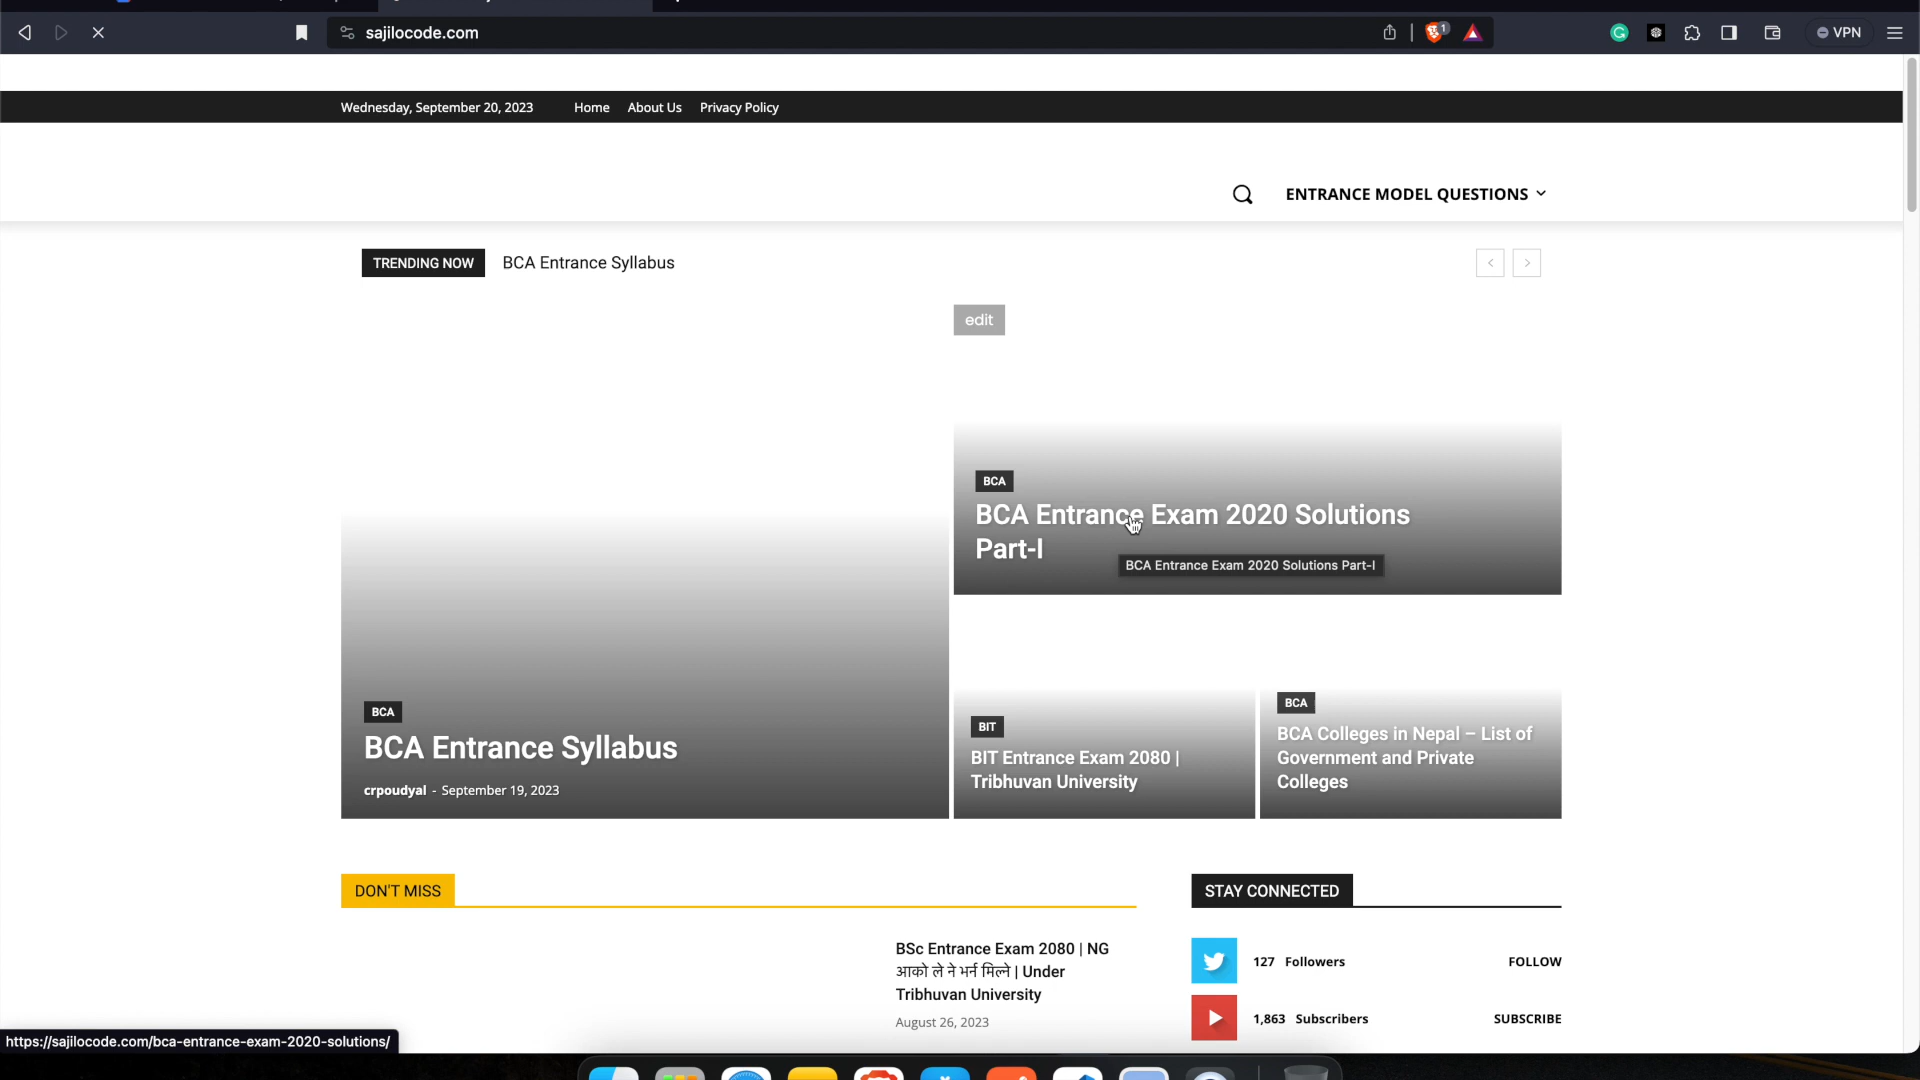 sajilocode.com
1
VPN
Wednesday, September 20, 2023
Home
About Us
Privacy Policy
ENTRANCE MODEL QUESTIONS
TRENDING NOW
BCA Entrance Syllabus
edit
BCA
BCA Entrance Exam 2020 Solutions
Part-I
BCA Entrance Exam 2020 Solutions Part-I
BCA
BCA Entrance Syllabus
crpoudyal - September 19, 2023
BIT
BIT Entrance Exam 2080 |
Tribhuvan University
BCA
BCA Colleges in Nepal – List of
Government and Private
Colleges
DON'T MISS
BSc Entrance Exam 2080 | NG
आको ले ने भर्न मिल्ने | Under
Tribhuvan University
August 26, 2023
STAY CONNECTED
127 Followers
FOLLOW
1,863 Subscribers
SUBSCRIBE
https://sajilocode.com/bca-entrance-exam-2020-solutions/